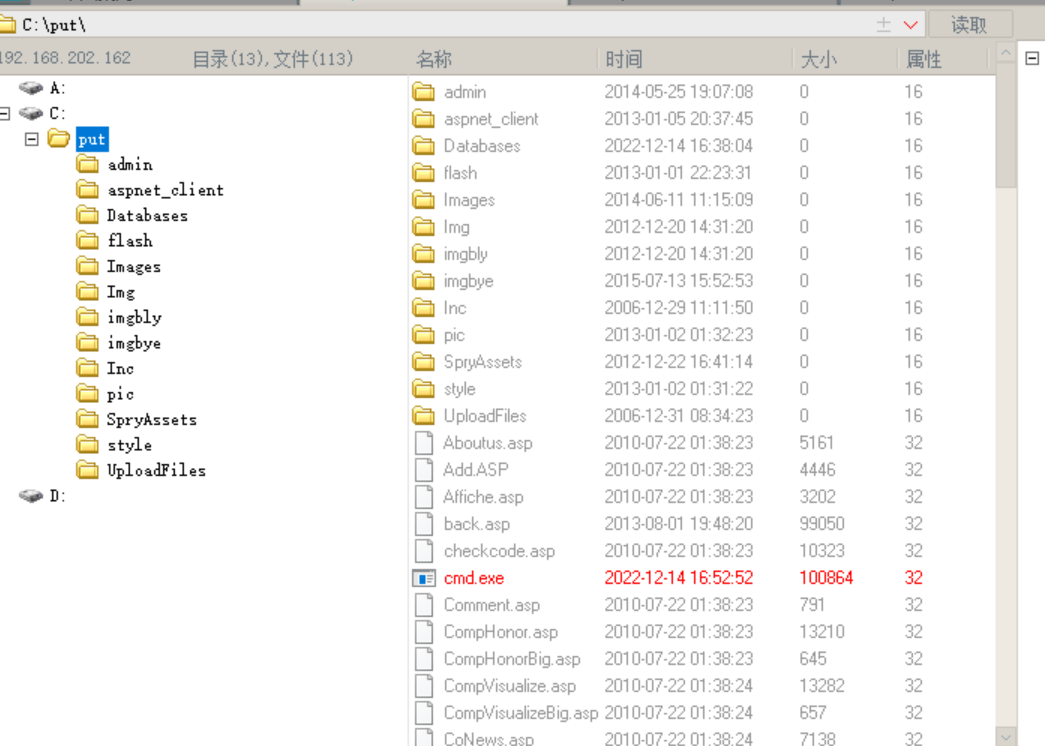 C:\put\ 读取
192.168.202.162 目录(13),文件(113) 名称 时间 大小 属性
A:
C:
put
admin
aspnet_client
Databases
flash
Images
Img
imgbly
imgbye
Inc
pic
SpryAssets
style
UploadFiles
D:
admin 2014-05-25 19:07:08 0 16
aspnet_client 2013-01-05 20:37:45 0 16
Databases 2022-12-14 16:38:04 0 16
flash 2013-01-01 22:23:31 0 16
Images 2014-06-11 11:15:09 0 16
Img 2012-12-20 14:31:20 0 16
imgbly 2012-12-20 14:31:20 0 16
imgbye 2015-07-13 15:52:53 0 16
Inc 2006-12-29 11:11:50 0 16
pic 2013-01-02 01:32:23 0 16
SpryAssets 2012-12-22 16:41:14 0 16
style 2013-01-02 01:31:22 0 16
UploadFiles 2006-12-31 08:34:23 0 16
Aboutus.asp 2010-07-22 01:38:23 5161 32
Add.ASP 2010-07-22 01:38:23 4446 32
Affiche.asp 2010-07-22 01:38:23 3202 32
back.asp 2013-08-01 19:48:20 99050 32
checkcode.asp 2010-07-22 01:38:23 10323 32
cmd.exe 2022-12-14 16:52:52 100864 32
Comment.asp 2010-07-22 01:38:23 791 32
CompHonor.asp 2010-07-22 01:38:23 13210 32
CompHonorBig.asp 2010-07-22 01:38:23 645 32
CompVisualize.asp 2010-07-22 01:38:24 13282 32
CompVisualizeBig.asp 2010-07-22 01:38:24 657 32
CoNews.asp 2010-07-22 01:38:24 7138 32